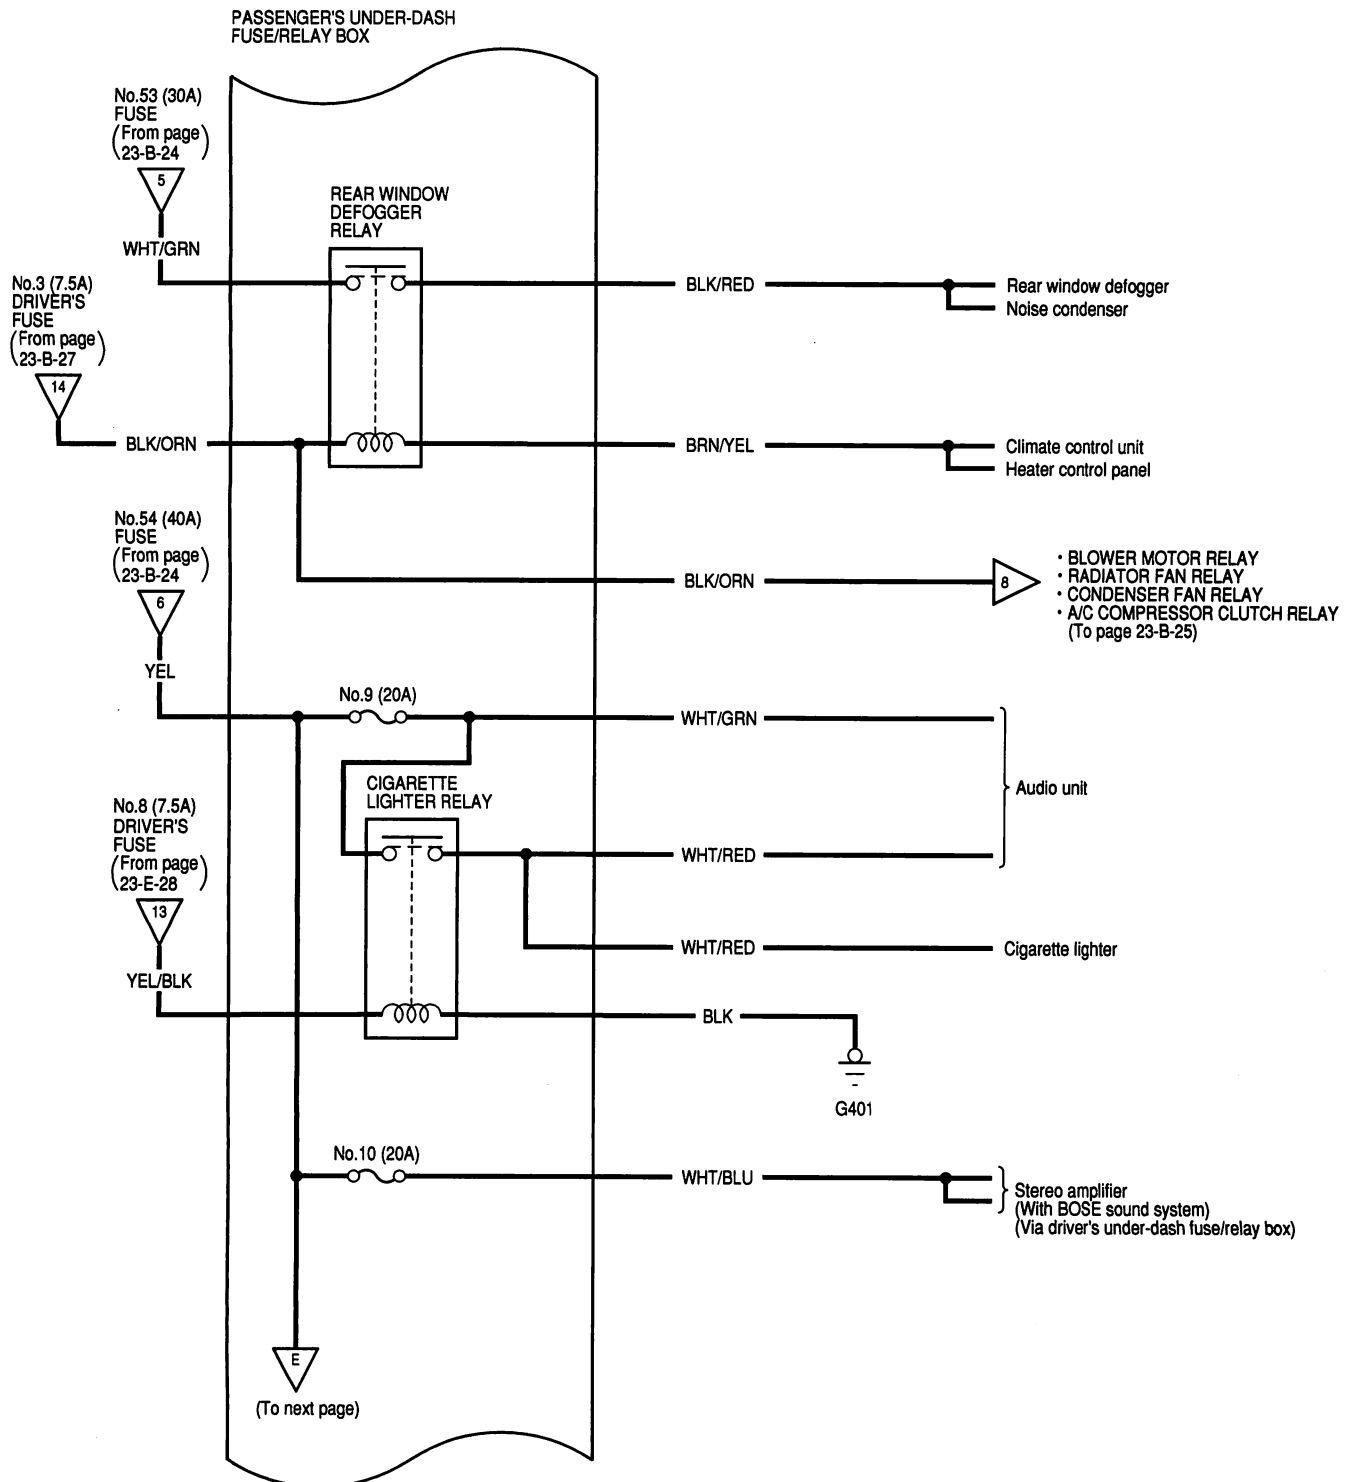 PASSENGER'S UNDER-DASH
FUSE/RELAY BOX
No.53 (30A)
FUSE
(From page
23-B-24)
5
WHT/GRN
REAR WINDOW
DEFOGGER
RELAY
BLK/RED
Rear window defogger
Noise condenser
No.3 (7.5A)
DRIVER'S
FUSE
(From page
23-B-27)
14
BLK/ORN
BRN/YEL
Climate control unit
Heater control panel
No.54 (40A)
FUSE
(From page
23-B-24)
6
YEL
BLK/ORN
8
· BLOWER MOTOR RELAY
· RADIATOR FAN RELAY
· CONDENSER FAN RELAY
· A/C COMPRESSOR CLUTCH RELAY
(To page 23-B-25)
No.9 (20A)
WHT/GRN
Audio unit
CIGARETTE
LIGHTER RELAY
No.8 (7.5A)
DRIVER'S
FUSE
(From page
23-E-28)
13
YEL/BLK
WHT/RED
WHT/RED
Cigarette lighter
BLK
G401
No.10 (20A)
WHT/BLU
Stereo amplifier
(With BOSE sound system)
(Via driver's under-dash fuse/relay box)
E
(To next page)